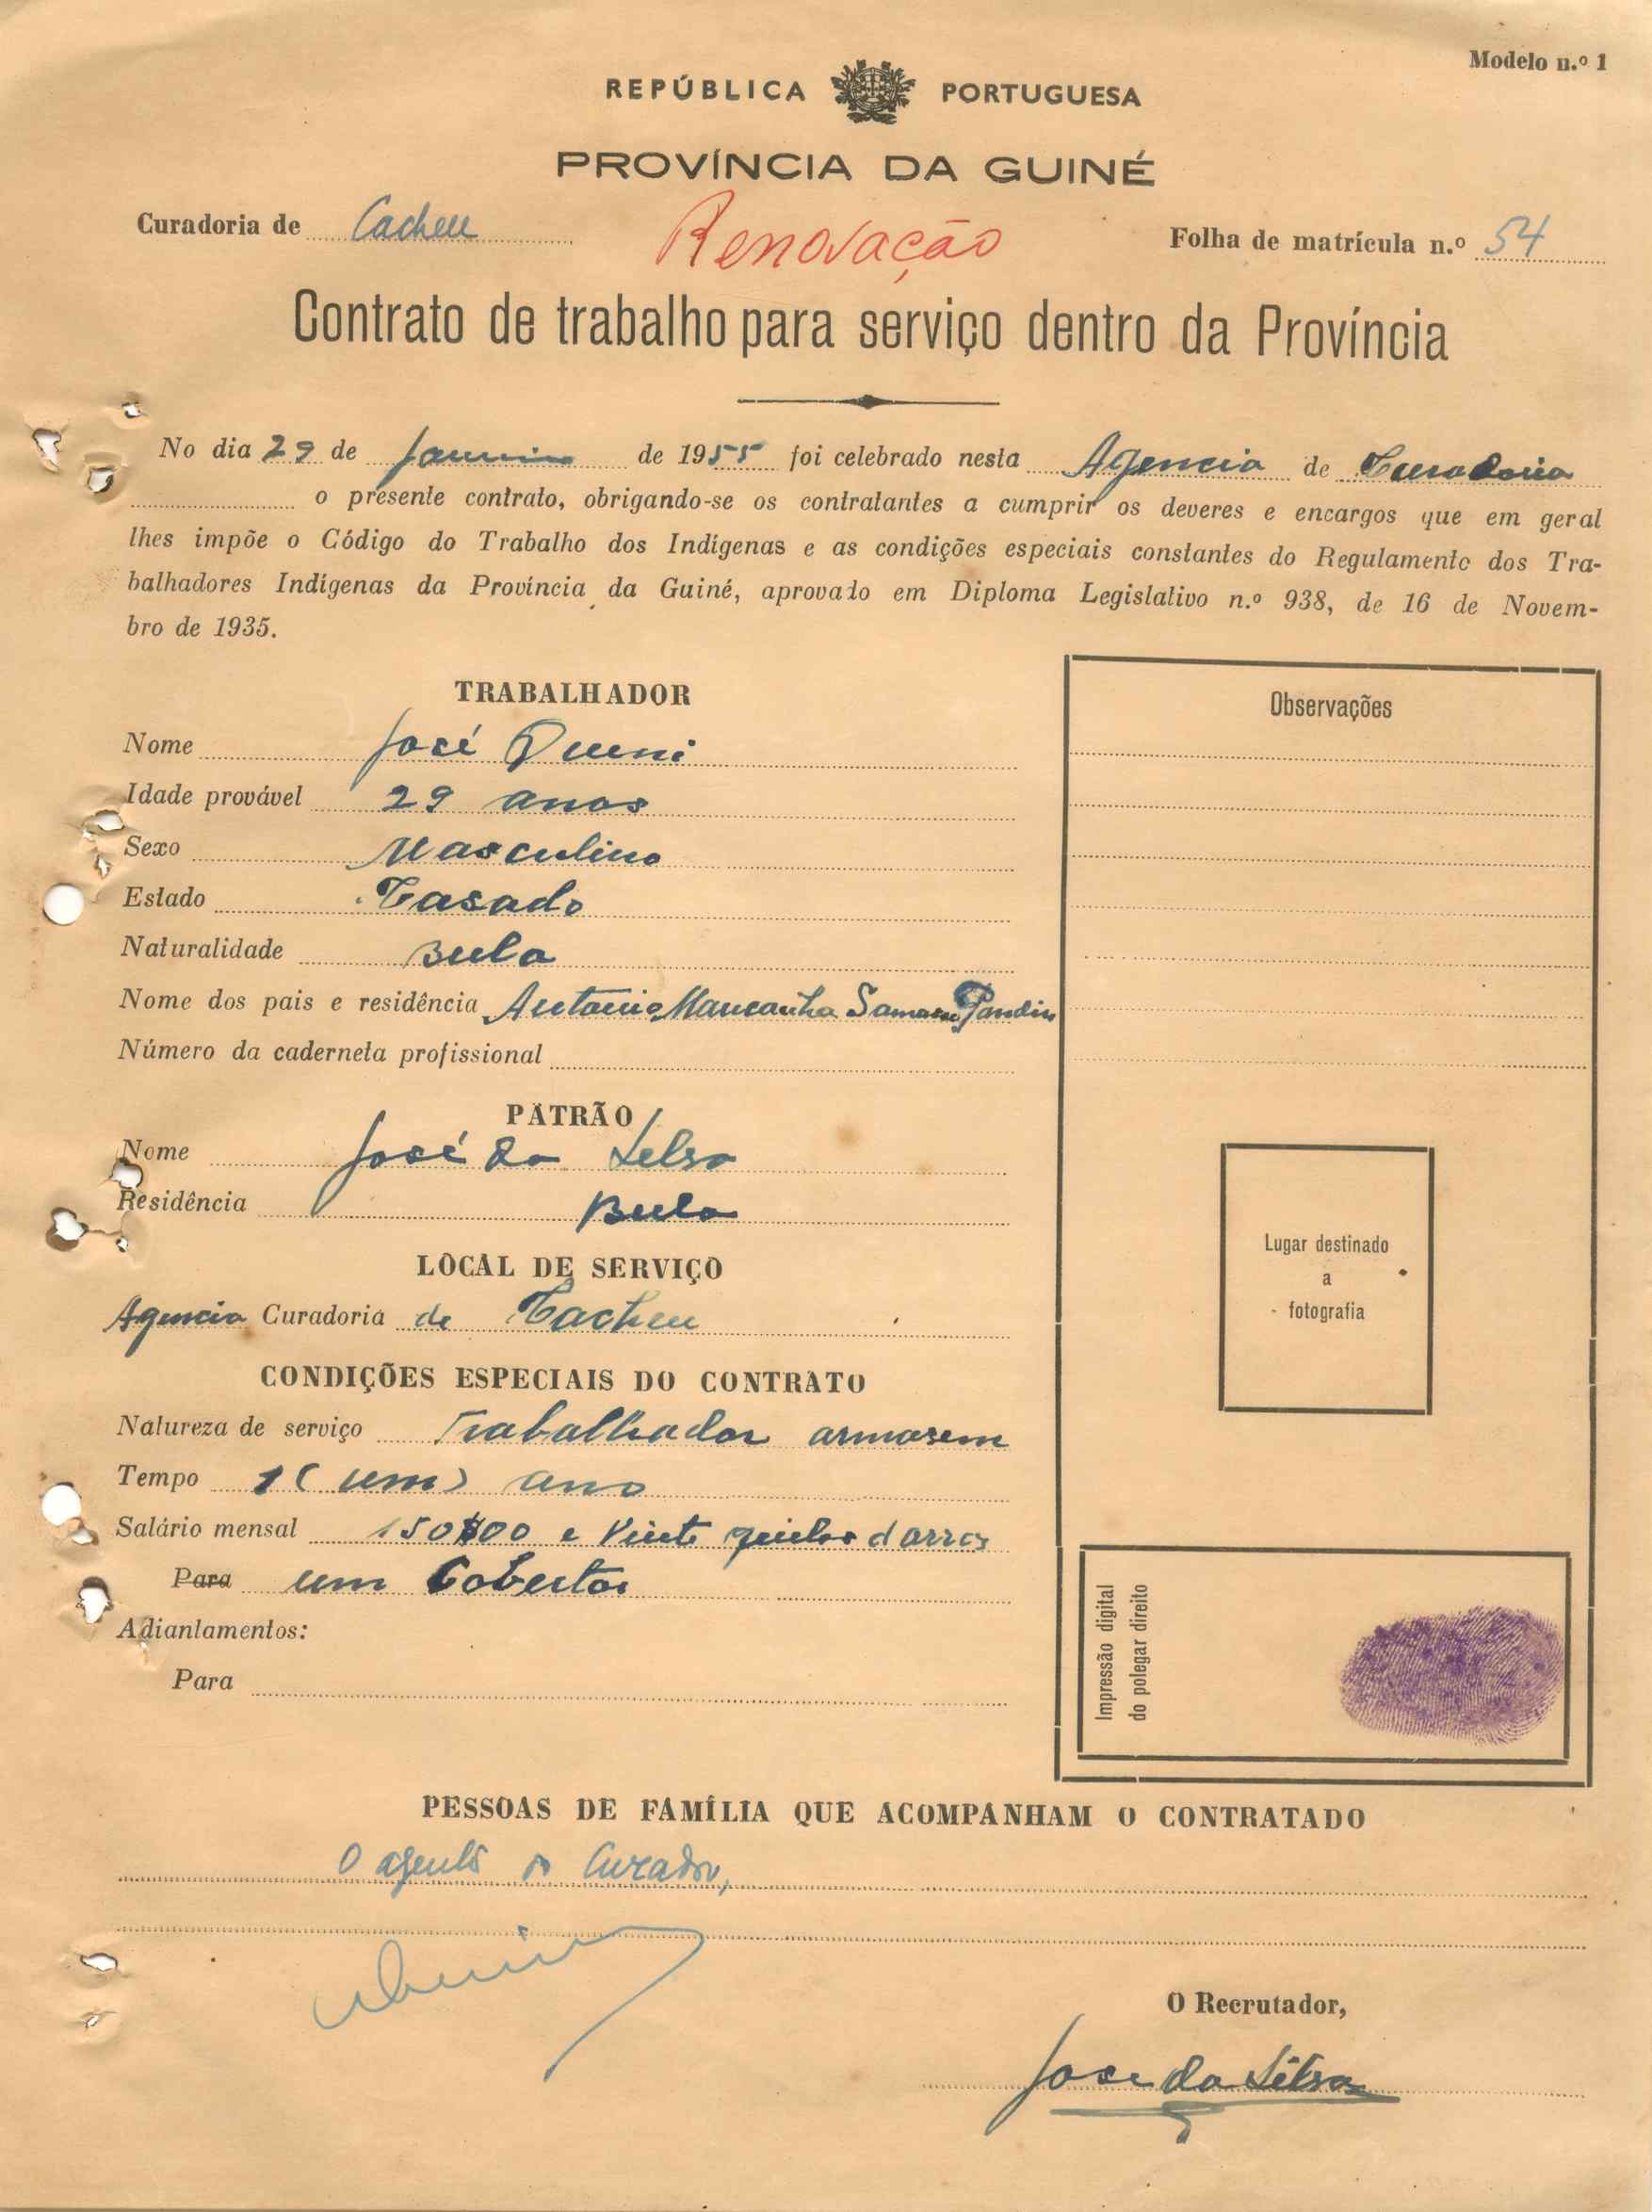 Modelo n.º 1
REPÚBLICA PORTUGUESA
PROVÍNCIA DA GUINÉ
Curadoria de Cacheu Renovação Folha de matrícula n.º 54
Contrato de trabalho para serviço dentro da Província
No dia 29 de Janeiro de 1955 foi celebrado nesta Agencia de Curadoria
o presente contrato, obrigando-se os contratantes a cumprir os deveres e encargos que em geral
lhes impõe o Código do Trabalho dos Indígenas e as condições especiais constantes do Regulamento dos Tra-
balhadores Indígenas da Província da Guiné, aprovado em Diploma Legislativo n.º 938, de 16 de Novem-
bro de 1935.
TRABALHADOR
Observações
Nome José
Idade provável 29 anos
Sexo Masculino
Estado Casado
Naturalidade Bula
Nome dos pais e residência Antonio Mancanha
Número da caderneta profissional
PATRÃO
Nome José da Silva
Residência Bula
LOCAL DE SERVIÇO
Agencia Curadoria de Cacheu
Lugar destinado
a
fotografia
CONDIÇÕES ESPECIAIS DO CONTRATO
Natureza de serviço Trabalhador armasem
Tempo 1 (um) ano
Salário mensal 150$00 e vinte quilos d arros
Para um Cobertor
Adiantamentos:
Para
Impressão digital
do polegar direito
PESSOAS DE FAMÍLIA QUE ACOMPANHAM O CONTRATADO
O agente do Curador,
O Recrutador,
Jose da Silva